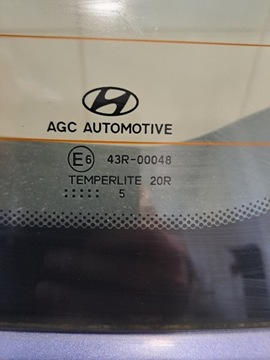 AGC AUTOMOTIVE
E6 43R-00048
TEMPERLITE 20R
5